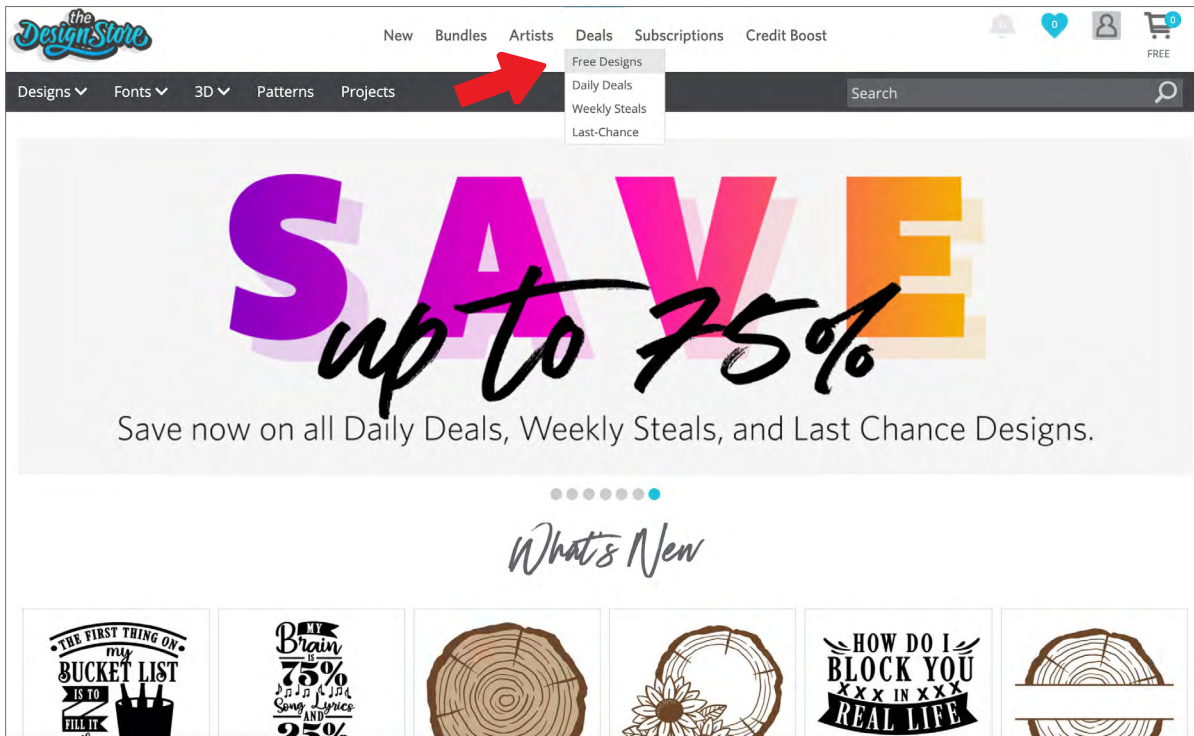 the
Design Store
New Bundles Artists Deals Subscriptions Credit Boost
0
0
0
FREE
Free Designs
Daily Deals
Weekly Steals
Last-Chance
Designs Fonts 3D Patterns Projects
Search
SAVE
up to 75%
Save now on all Daily Deals, Weekly Steals, and Last Chance Designs.
What's New
THE FIRST THING ON
my
BUCKET LIST
IS TO
FILL IT
MY
Brain
IS
75%
Song Lyrics
AND
25%
HOW DO I
BLOCK YOU
XXX IN XXX
REAL LIFE